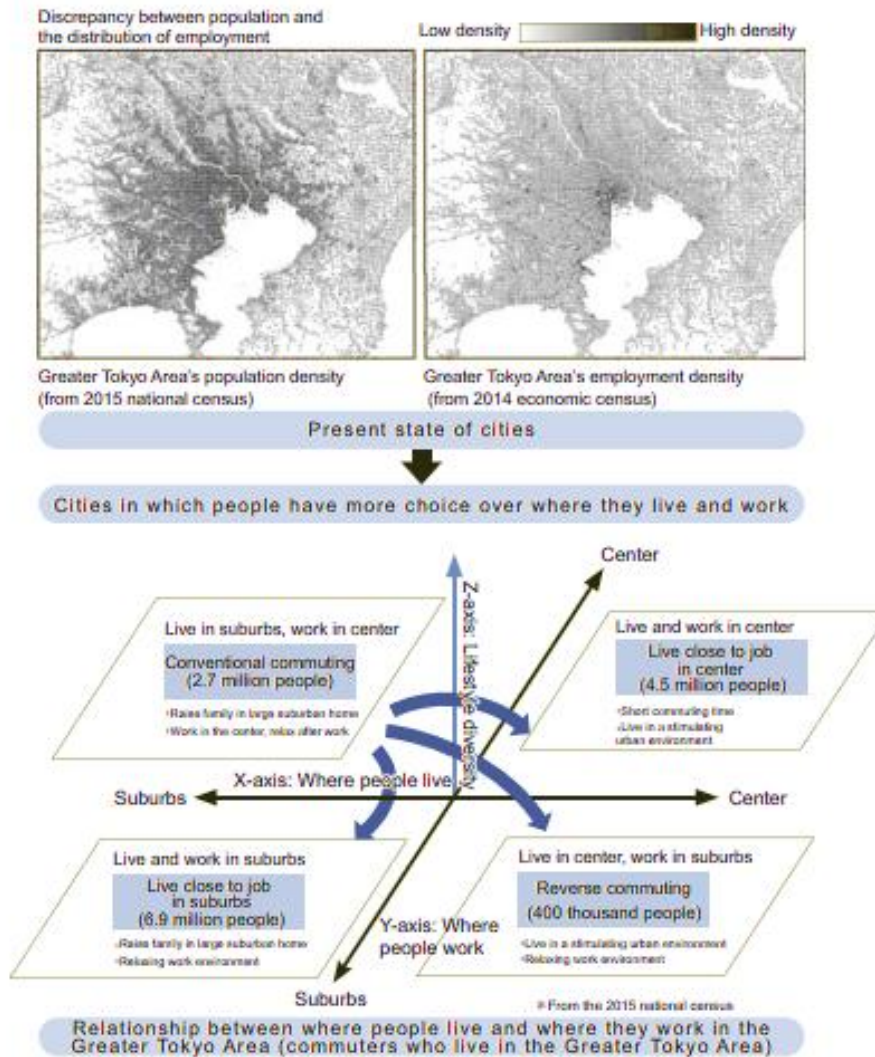 Discrepancy between population and
the distribution of employment
Low density
High density
Greater Tokyo Area's population density
(from 2015 national census)
Greater Tokyo Area's employment density
(from 2014 economic census)
Present state of cities
Cities in which people have more choice over where they live and work
Center
Z-axis: Lifestyle diversity
Live in suburbs, work in center
Conventional commuting
(2.7 million people)
•Raise family in large suburban home
•Work in the center, relax after work
Live and work in center
Live close to job
in center
(4.5 million people)
•Short commuting time
•Live in a stimulating
urban environment
X-axis: Where people live
Suburbs
Center
Live and work in suburbs
Live close to job
in suburbs
(6.9 million people)
•Raise family in large suburban home
•Relaxing work environment
Live in center, work in suburbs
Reverse commuting
(400 thousand people)
•Live in a stimulating urban environment
•Relaxing work environment
Y-axis: Where
people work
Suburbs
※From the 2015 national census
Relationship between where people live and where they work in the
Greater Tokyo Area (commuters who live in the Greater Tokyo Area)